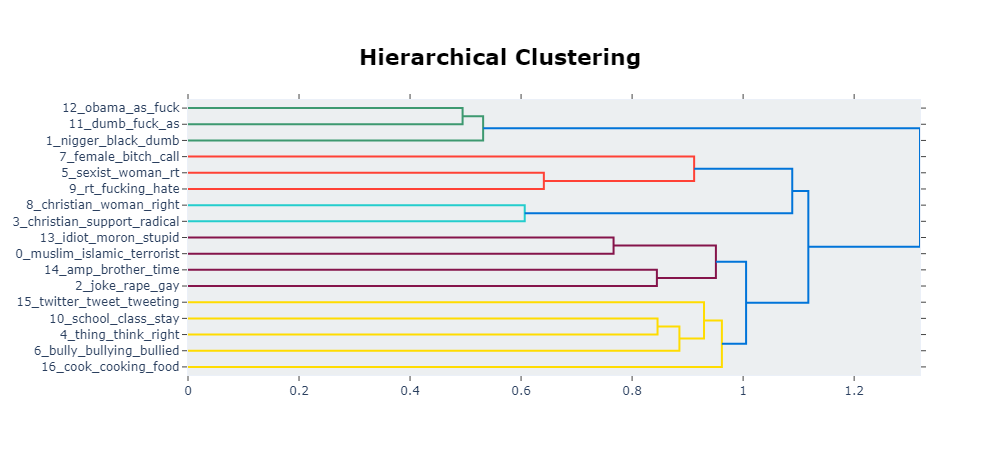 Hierarchical Clustering
12_obama_as_fuck
11_dumb_fuck_as
1_nigger_black_dumb
7_female_bitch_call
5_sexist_woman_rt
9_rt_fucking_hate
8_christian_woman_right
3_christian_support_radical
13_idiot_moron_stupid
0_muslim_islamic_terrorist
14_amp_brother_time
2_joke_rape_gay
15_twitter_tweet_tweeting
10_school_class_stay
4_thing_think_right
6_bully_bullying_bullied
16_cook_cooking_food
0 0.2 0.4 0.6 0.8 1 1.2